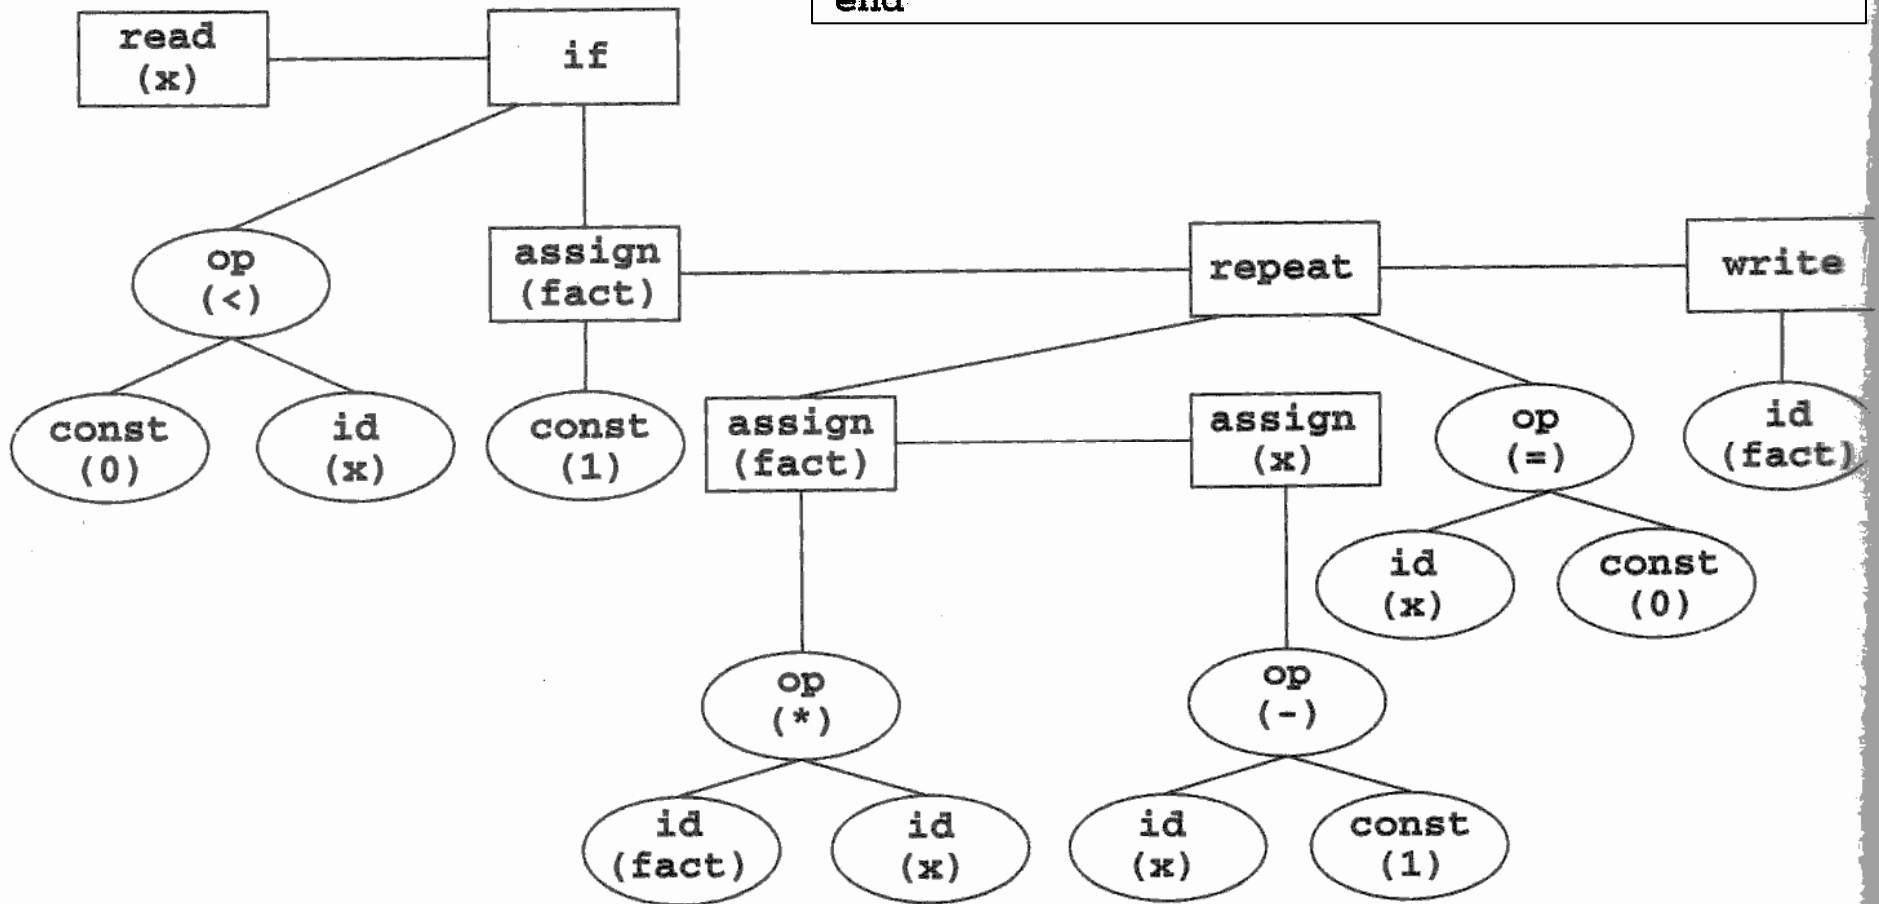 end
read
(x)
if
op
(<)
assign
(fact)
repeat
write
const
(0)
id
(x)
const
(1)
assign
(fact)
assign
(x)
op
(=)
id
(fact)
id
(x)
const
(0)
op
(*)
op
(-)
id
(fact)
id
(x)
id
(x)
const
(1)